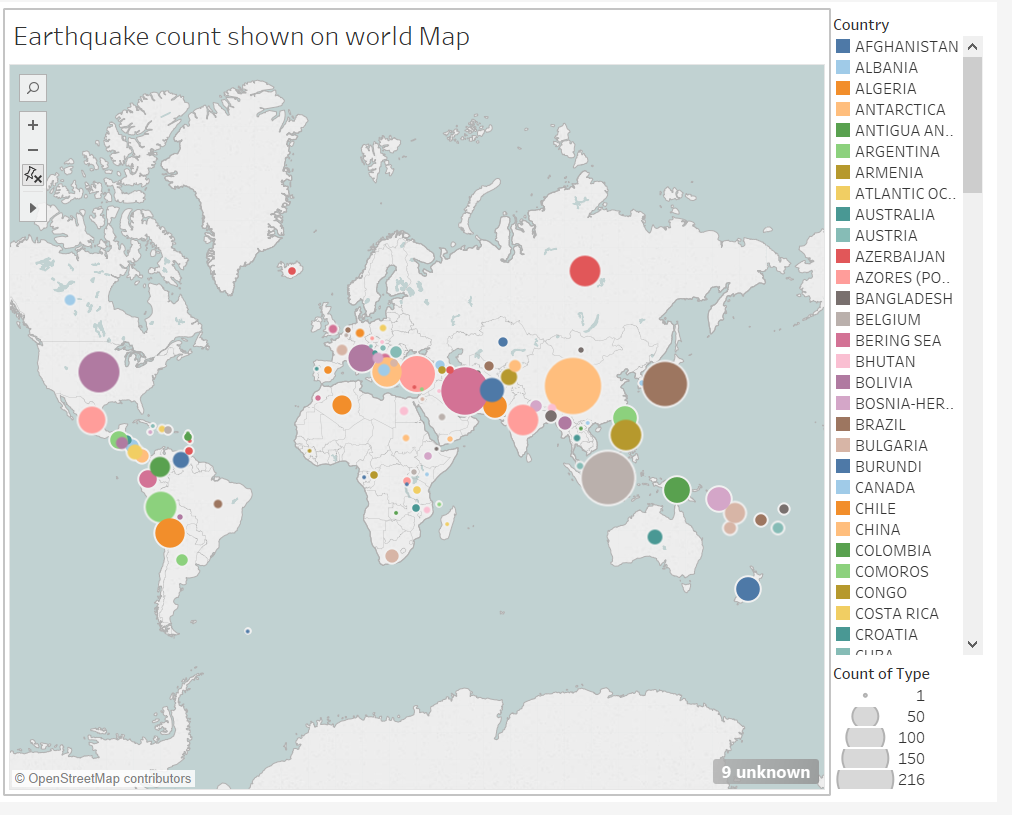 Earthquake count shown on world Map
Country
AFGHANISTAN
ALBANIA
ALGERIA
ANTARCTICA
ANTIGUA AN..
ARGENTINA
ARMENIA
ATLANTIC OC..
AUSTRALIA
AUSTRIA
AZERBAIJAN
AZORES (PO..
BANGLADESH
BELGIUM
BERING SEA
BHUTAN
BOLIVIA
BOSNIA-HER..
BRAZIL
BULGARIA
BURUNDI
CANADA
CHILE
CHINA
COLOMBIA
COMOROS
CONGO
COSTA RICA
CROATIA
CUBA
Count of Type
1
50
100
150
216
+
−
© OpenStreetMap contributors
9 unknown